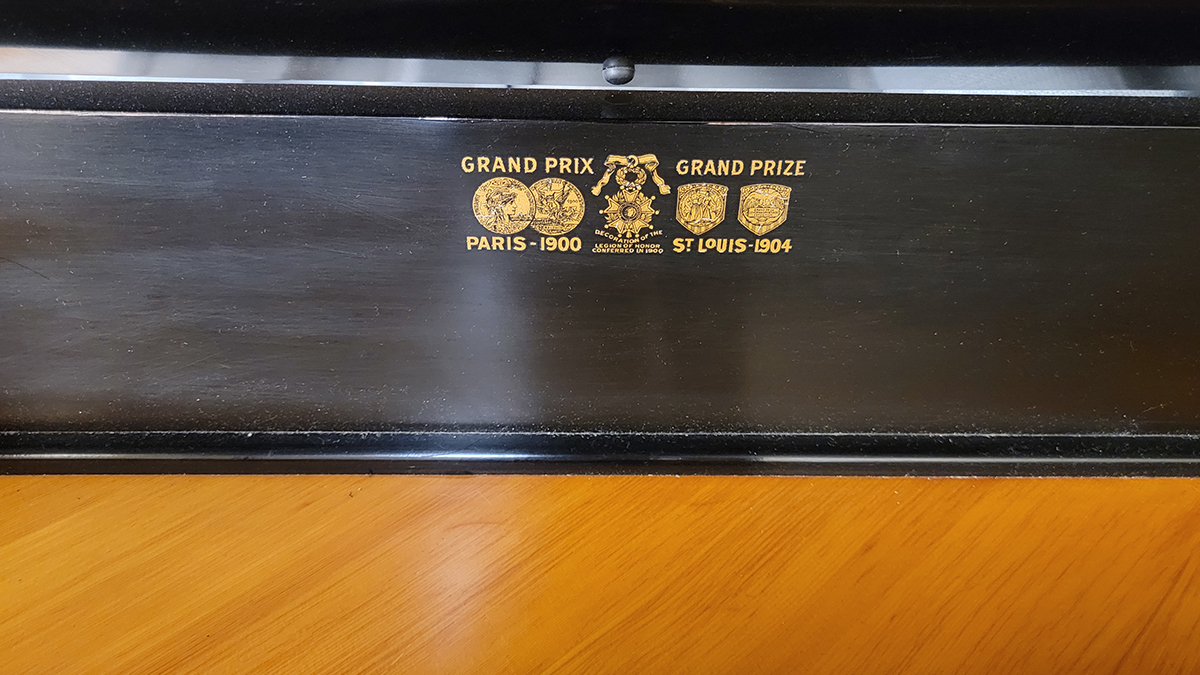 GRAND PRIX
PARIS - 1900
DECORATION OF THE
LEGION OF HONOR
CONFERRED IN 1900
GRAND PRIZE
ST LOUIS - 1904